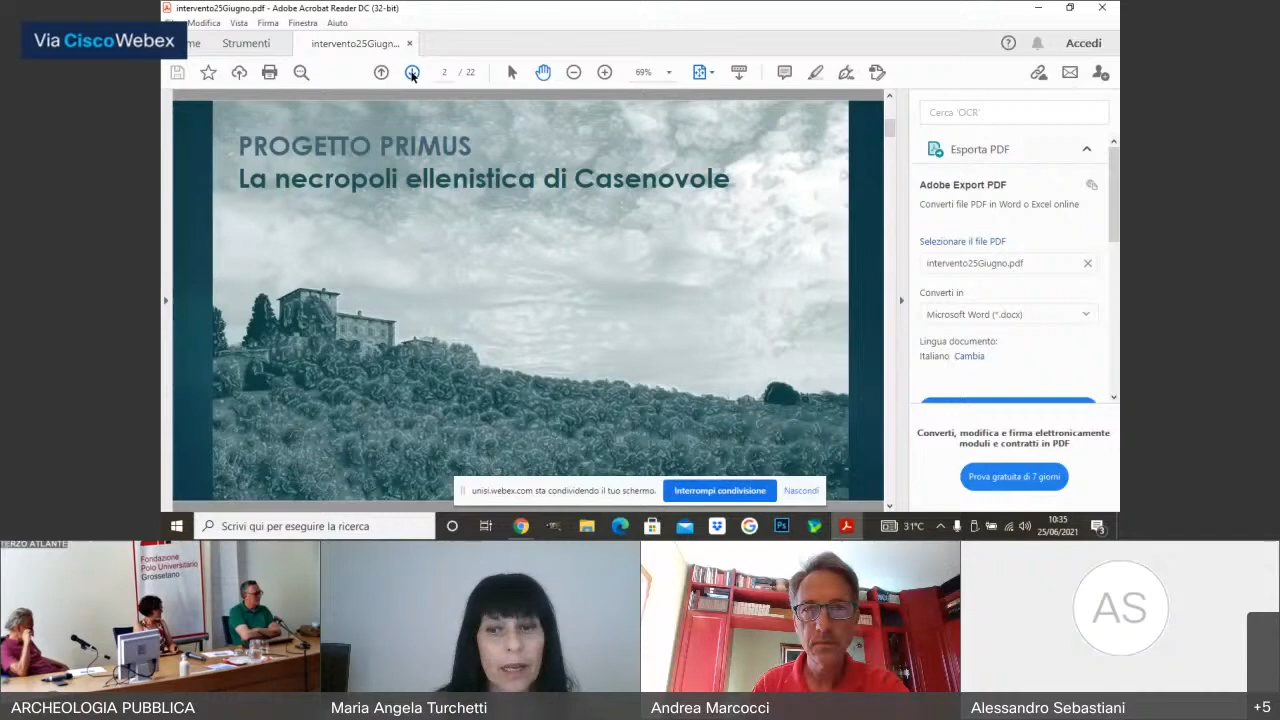 intervento25Giugno.pdf - Adobe Acrobat Reader DC (32-bit)
Modifica Vista Firma Finestra Aiuto
Via CiscoWebex
me Strumenti intervento25Giugn... × Accedi
2 / 22 69%
PROGETTO PRIMUS
La necropoli ellenistica di Casenovole
Cerca 'OCR'
Esporta PDF
Adobe Export PDF
Converti file PDF in Word o Excel online
Selezionare il file PDF
intervento25Giugno.pdf
Converti in
Microsoft Word (*.docx)
Lingua documento:
Italiano Cambia
Converti, modifica e firma elettronicamente
moduli e contratti in PDF
Prova gratuita di 7 giorni
unisi.webex.com sta condividendo il tuo schermo. Interrompi condivisione Nascondi
Scrivi qui per eseguire la ricerca
Ps
31°C
10:35
25/06/2021
3
TERZO ATLANTE
Fondazione
Polo Universitario
Grossetano
AS
ARCHEOLOGIA PUBBLICA
Maria Angela Turchetti
Andrea Marcocci
Alessandro Sebastiani
+5